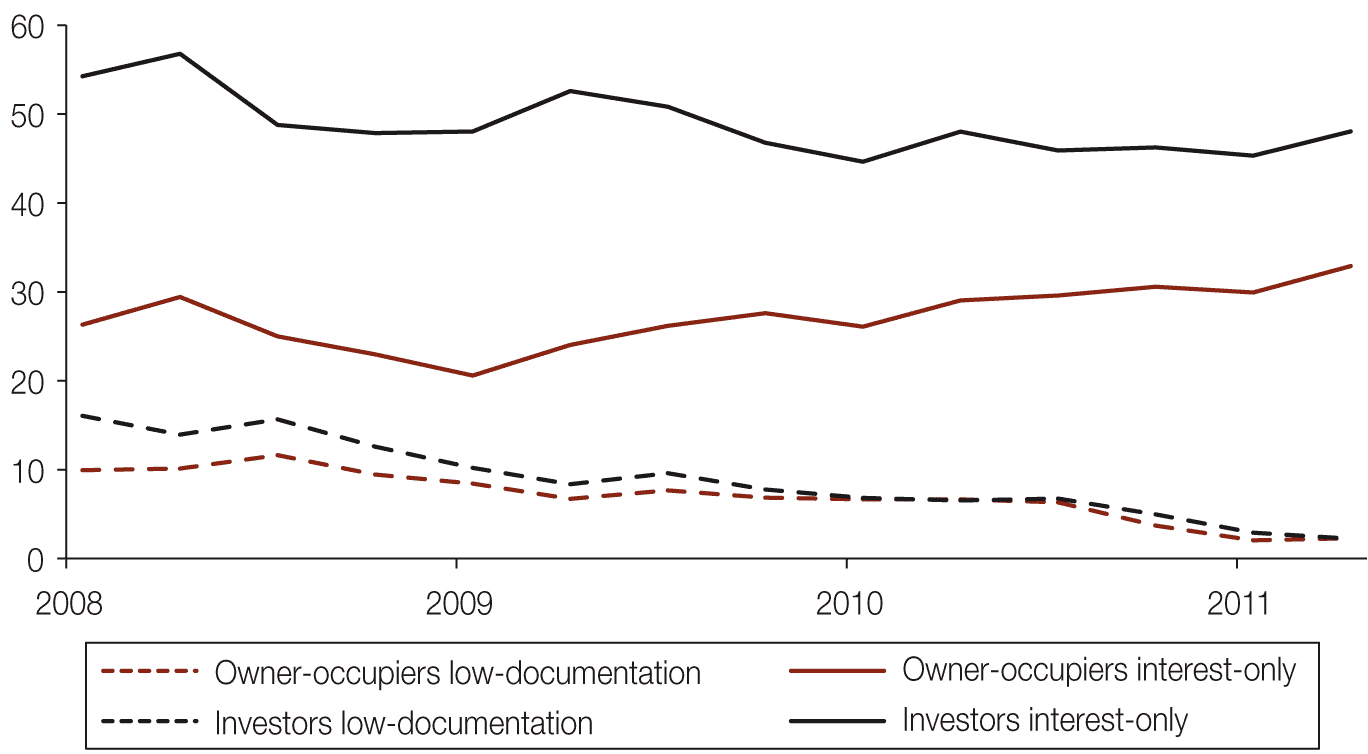 60
50
40
30
20
10
0
2008 2009 2010 2011
Owner-occupiers low-documentation Owner-occupiers interest-only
Investors low-documentation Investors interest-only